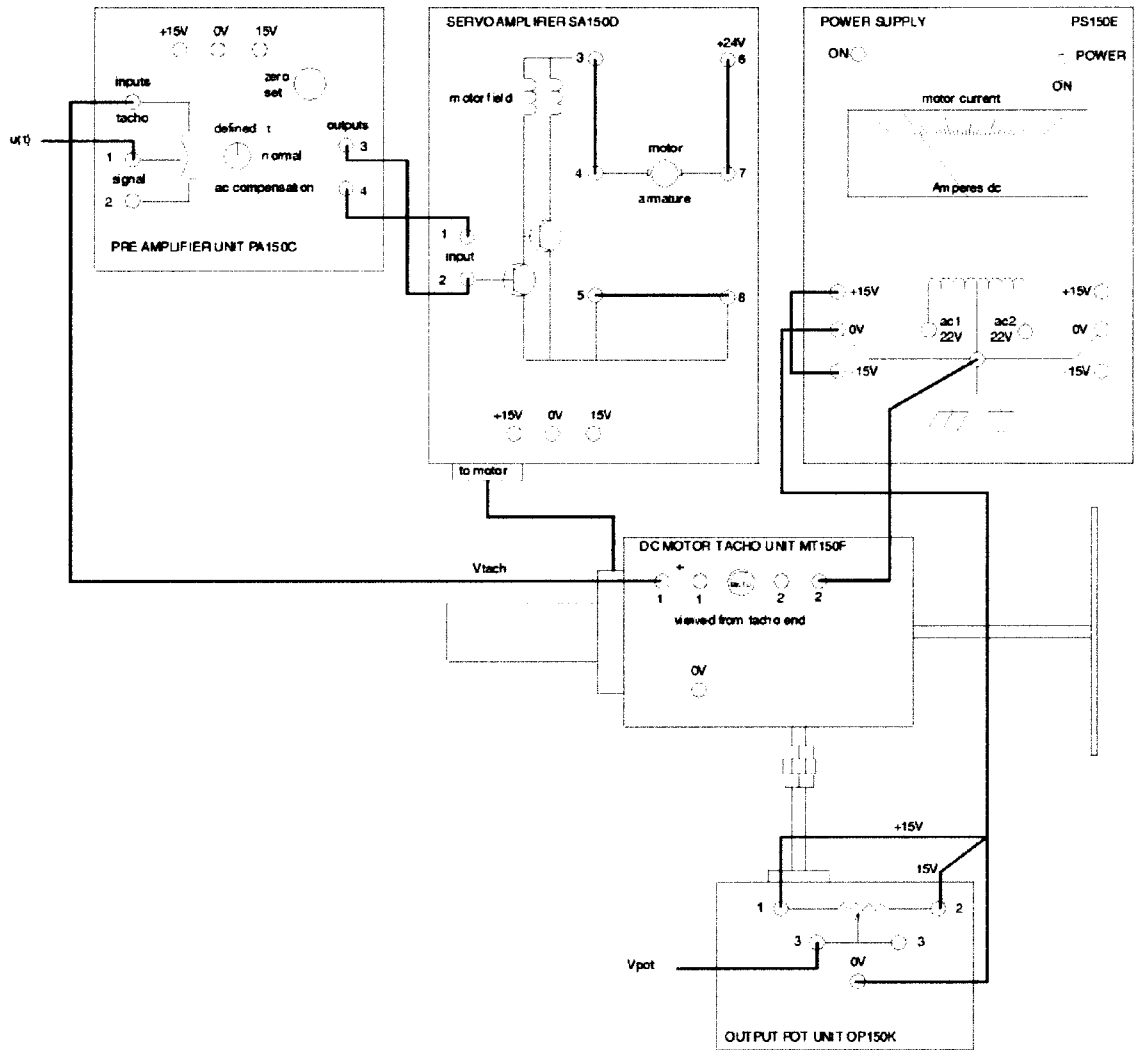 +15V 0V 15V
inputs
zero
set
tacho
u(t)
defined t
outputs
3
1
normal
signal
ac compensation
4
2
PRE AMPLIFIER UNIT PA150C
SERVO AMPLIFIER SA150D
3
+24V
6
motor field
motor
4
7
armature
1
input
2
5
8
+15V 0V 15V
to motor
POWER SUPPLY PS150E
ON
POWER
ON
motor current
Amperes dc
+15V
+15V
0V
ac1
22V
ac2
22V
0V
15V
-15V
DC MOTOR TACHO UNIT MT150F
Vtach
+
1 1 2 2
viewed from tacho end
0V
+15V
15V
1
2
3
3
0V
Vpot
OUTPUT POT UNIT OP150K